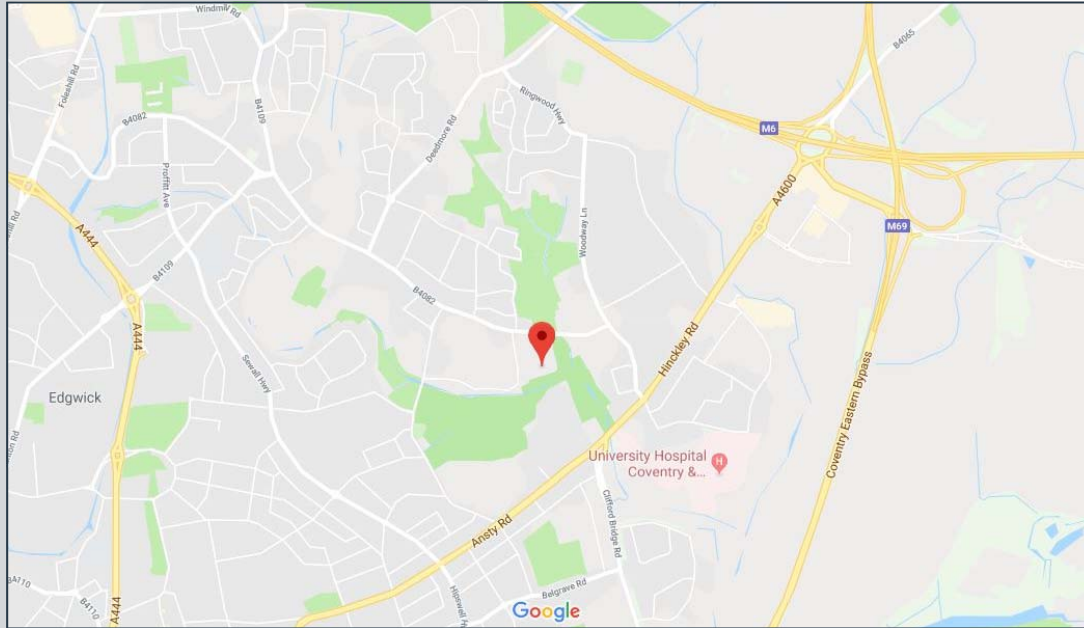 Windmill Rd
Foleshill Rd
B4082
B4109
Proffitt Ave
Deedmore Rd
Ringwood Hwy
B4065
M6
A4600
Woodway Ln
M69
A444
B4109
B4082
A444
Sewall Hwy
Hinckley Rd
Edgwick
Coventry Eastern Bypass
University Hospital
Coventry &...
H
Clifford Bridge Rd
Ansty Rd
Belgrave Rd
Hipswell H
A444
B4110
Google